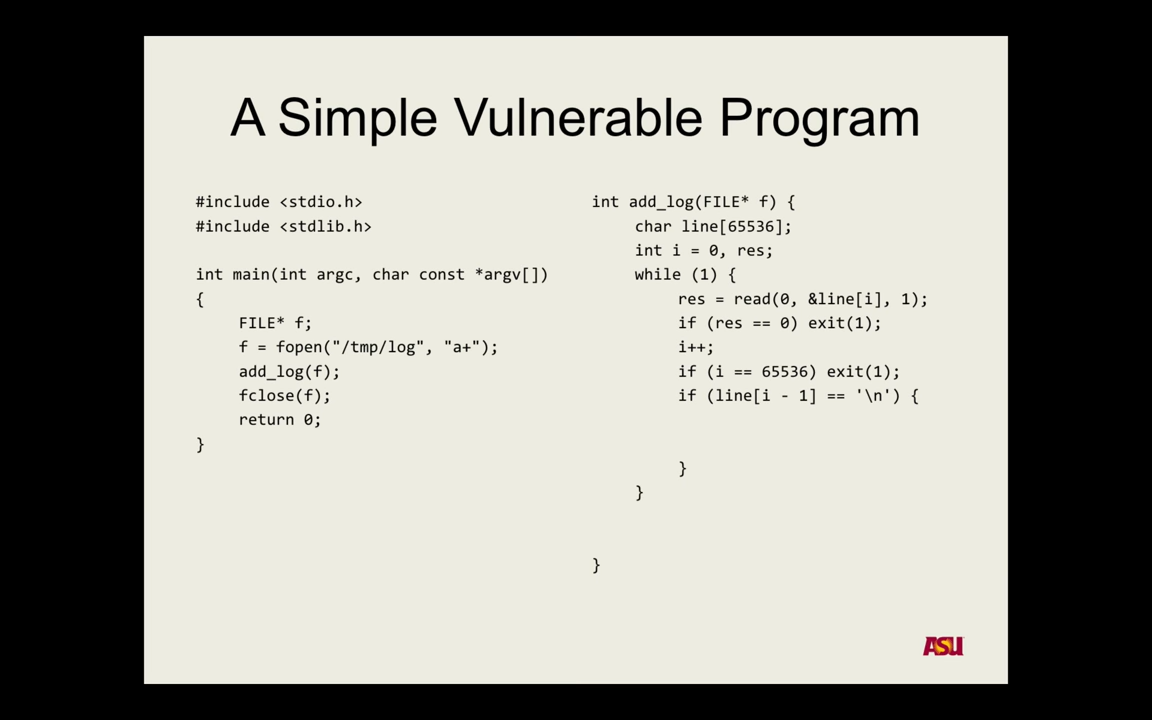 A Simple Vulnerable Program
#include <stdio.h>
#include <stdlib.h>
int main(int argc, char const *argv[])
{
FILE* f;
f = fopen("/tmp/log", "a+");
add_log(f);
fclose(f);
return 0;
}
int add_log(FILE* f) {
char line[65536];
int i = 0, res;
while (1) {
res = read(0, &line[i], 1);
if (res == 0) exit(1);
i++;
if (i == 65536) exit(1);
if (line[i - 1] == '\n') {
}
}
}
ASU